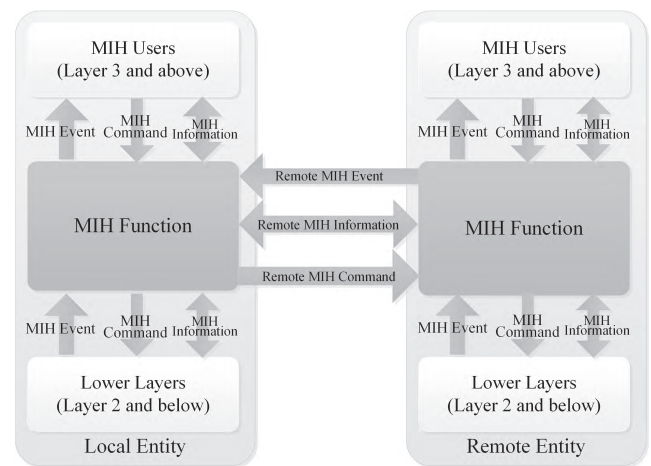 MIH Users
(Layer 3 and above)
MIH Event
MIH
Command
MIH
Information
MIH Function
MIH Event
MIH
Command
MIH
Information
Lower Layers
(Layer 2 and below)
Local Entity
Remote MIH Event
Remote MIH Information
Remote MIH Command
MIH Users
(Layer 3 and above)
MIH Event
MIH
Command
MIH
Information
MIH Function
MIH Event
MIH
Command
MIH
Information
Lower Layers
(Layer 2 and below)
Remote Entity